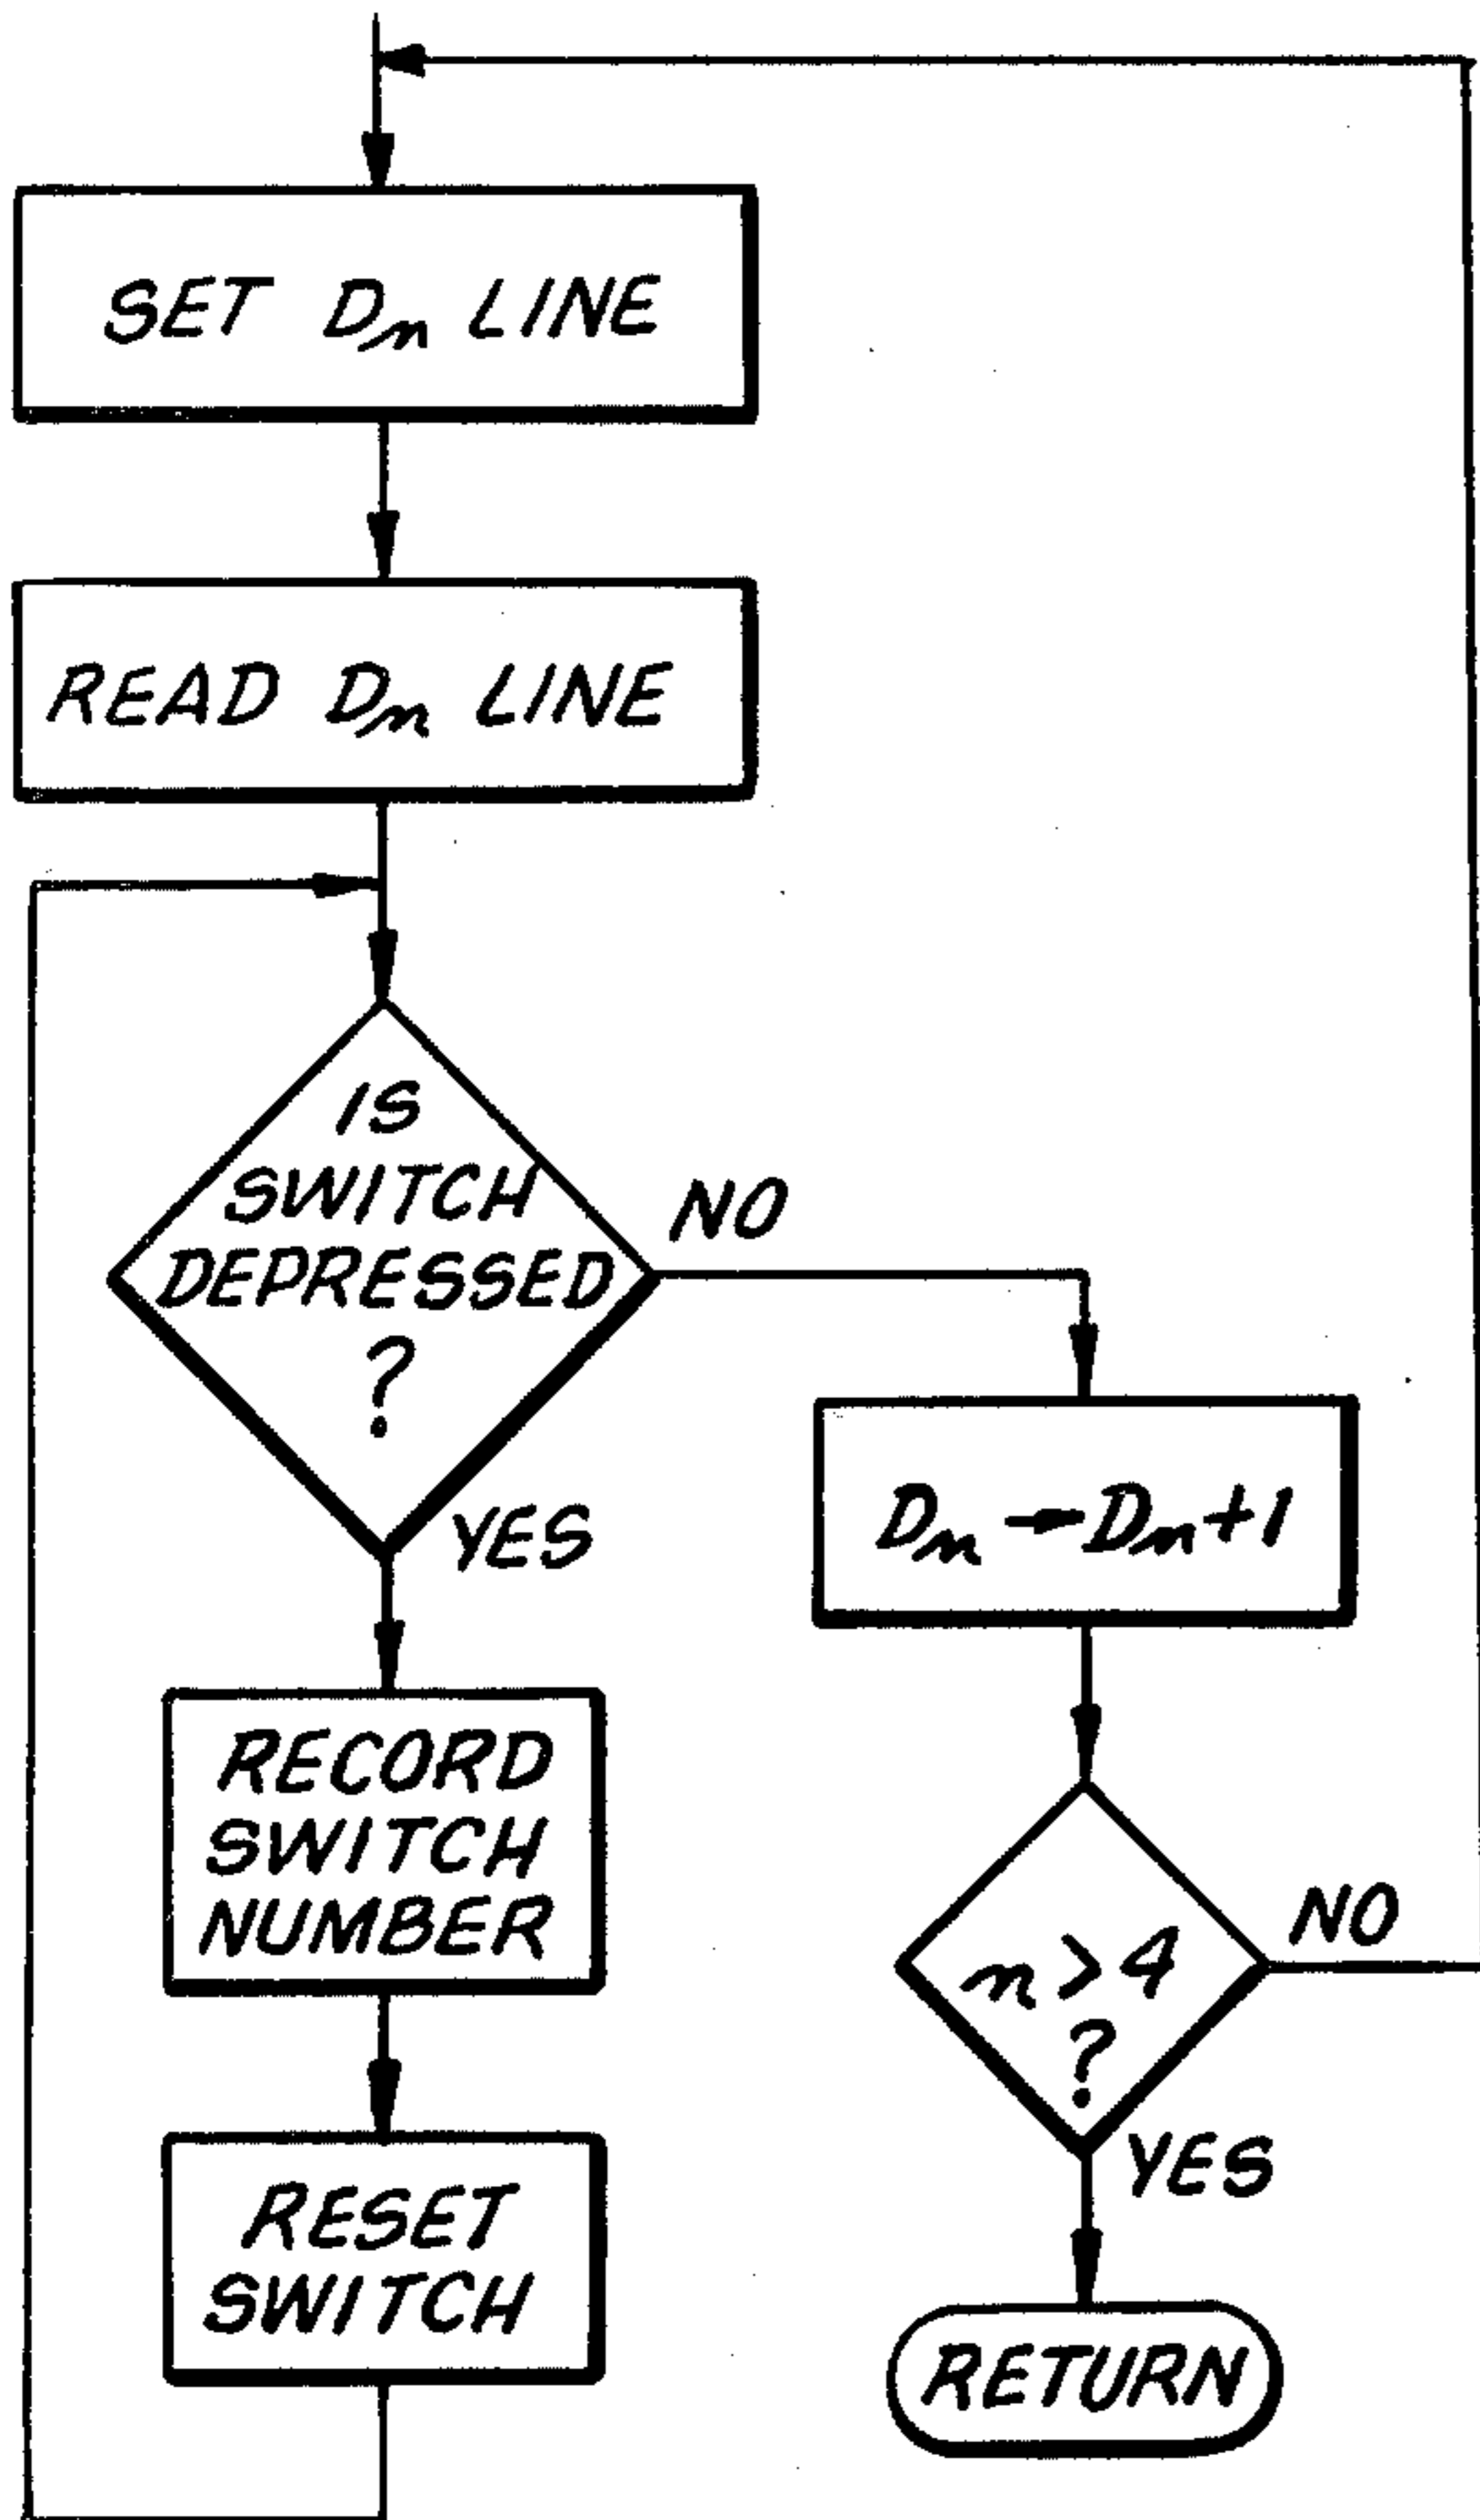 SET Dn LINE
READ Dn LINE
IS
SWITCH
DEPRESSED
?
NO
YES
Dn → Dn+1
RECORD
SWITCH
NUMBER
n > 4
?
NO
YES
RESET
SWITCH
RETURN